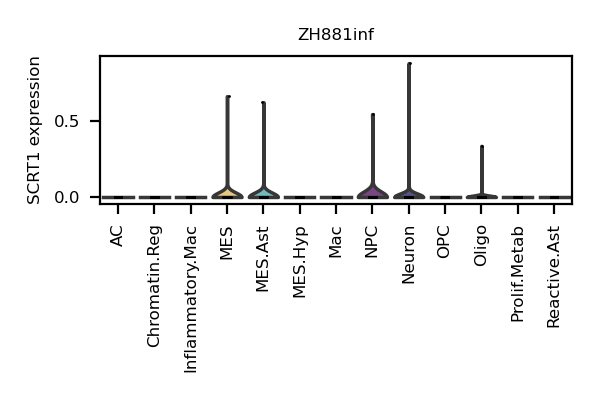 ZH881inf
SCRT1 expression
0.5
0.0
AC
Chromatin.Reg
Inflammatory.Mac
MES
MES.Ast
MES.Hyp
Mac
NPC
Neuron
OPC
Oligo
Prolif.Metab
Reactive.Ast